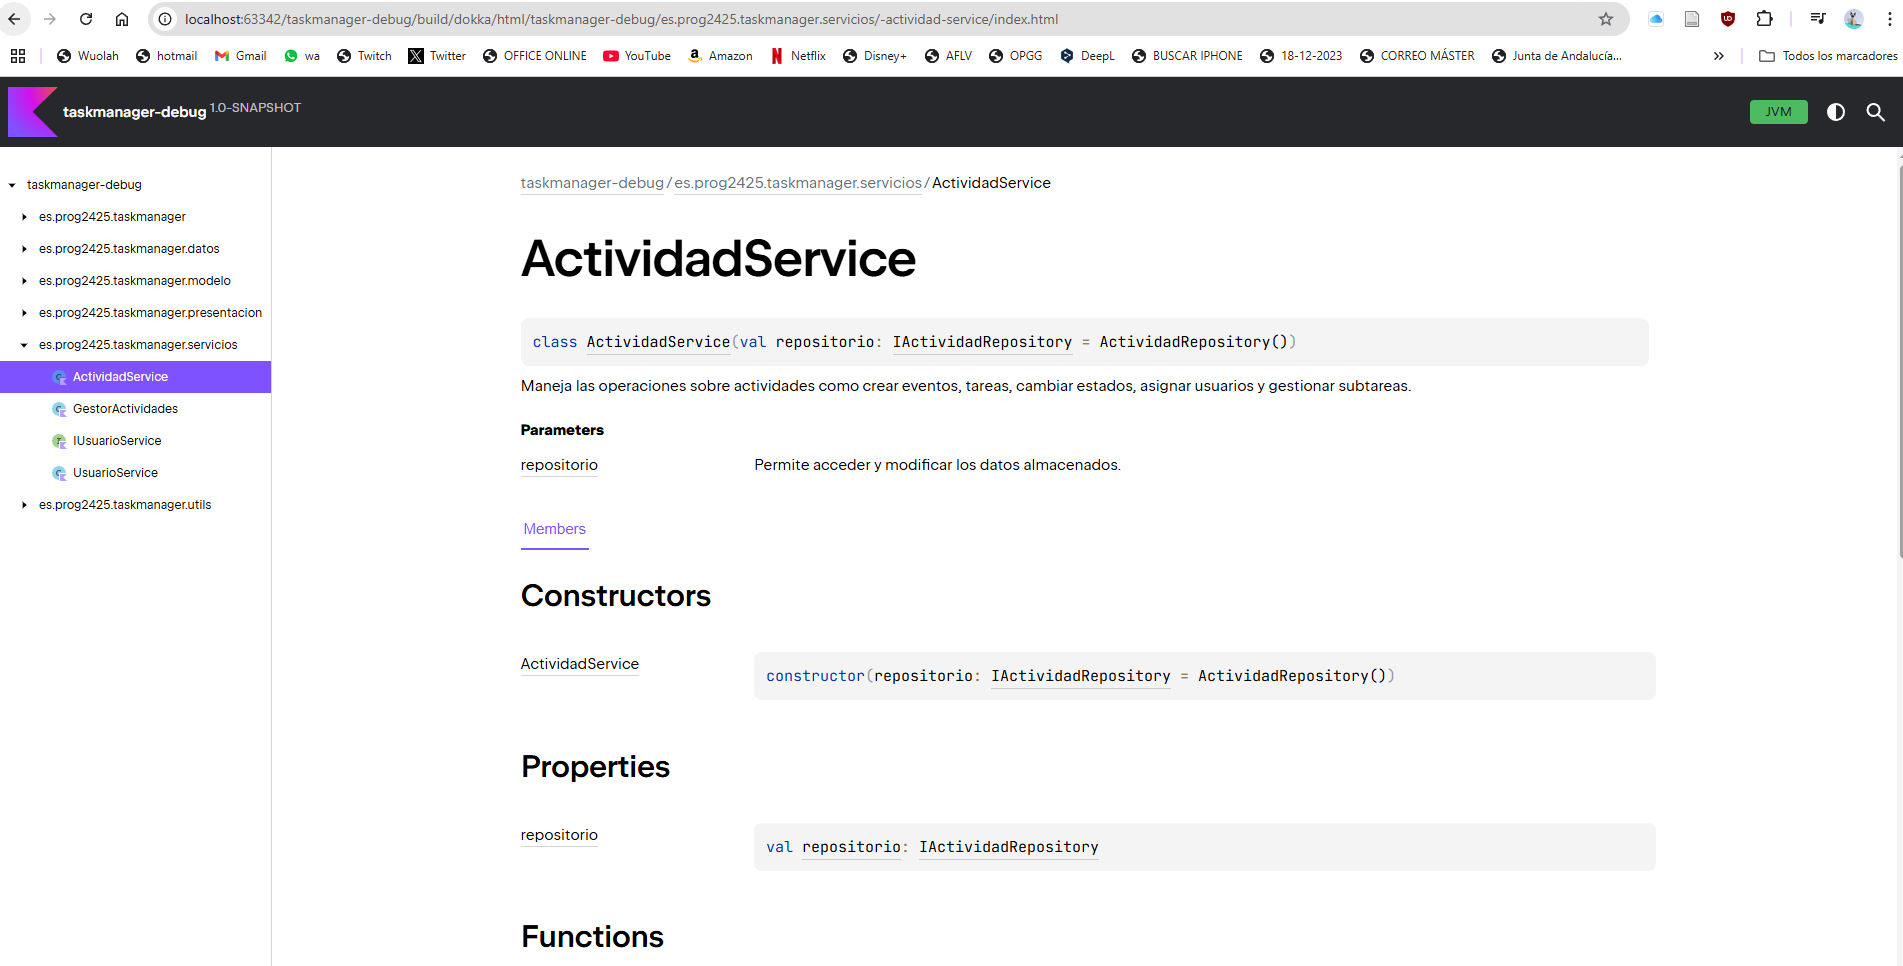 localhost:63342/taskmanager-debug/build/dokka/html/taskmanager-debug/es.prog2425.taskmanager.servicios/-actividad-service/index.html
Wuolah hotmail Gmail wa Twitch Twitter OFFICE ONLINE YouTube Amazon Netflix Disney+ AFLV OPGG DeepL BUSCAR IPHONE 18-12-2023 CORREO MÁSTER Junta de Andalucía... » Todos los marcadores
taskmanager-debug 1.0-SNAPSHOT JVM
taskmanager-debug
es.prog2425.taskmanager
es.prog2425.taskmanager.datos
es.prog2425.taskmanager.modelo
es.prog2425.taskmanager.presentacion
es.prog2425.taskmanager.servicios
ActividadService
GestorActividades
IUsuarioService
UsuarioService
es.prog2425.taskmanager.utils
taskmanager-debug/es.prog2425.taskmanager.servicios/ActividadService
ActividadService
class ActividadService(val repositorio: IActividadRepository = ActividadRepository())
Maneja las operaciones sobre actividades como crear eventos, tareas, cambiar estados, asignar usuarios y gestionar subtareas.
Parameters
repositorio Permite acceder y modificar los datos almacenados.
Members
Constructors
ActividadService constructor(repositorio: IActividadRepository = ActividadRepository())
Properties
repositorio val repositorio: IActividadRepository
Functions